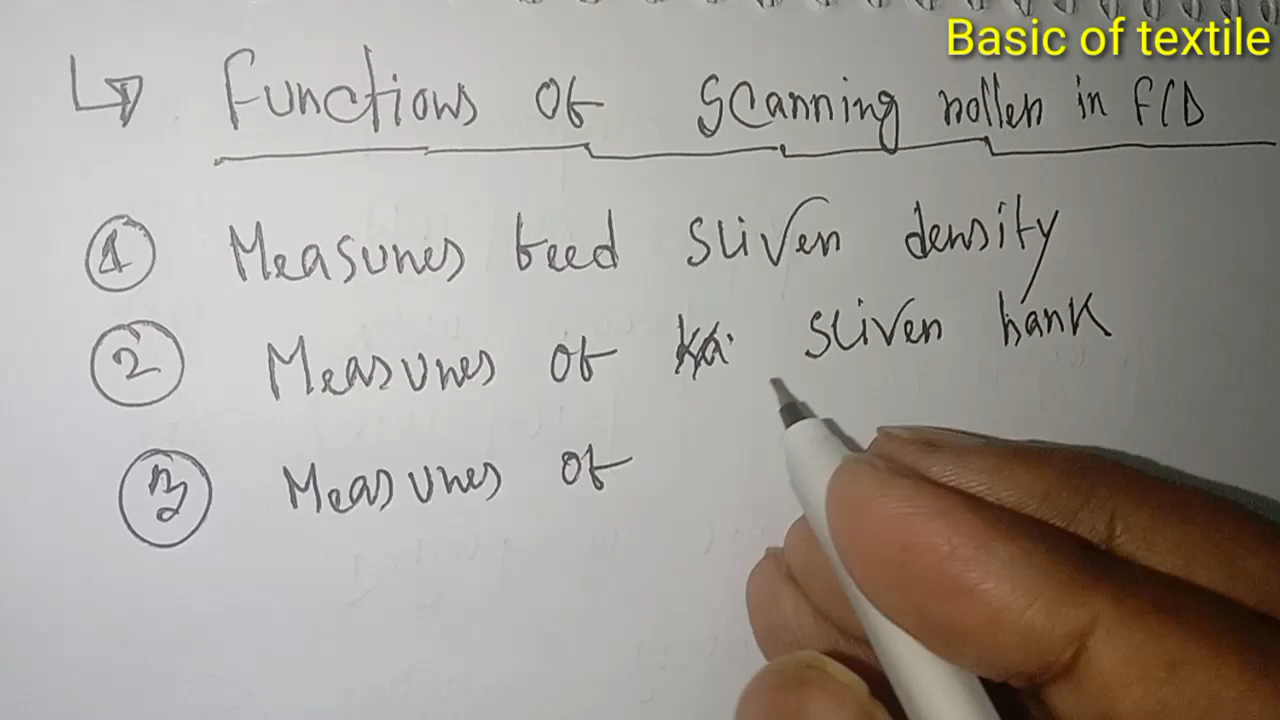 Basic of textile
Functions of scanning roller in F/D
1 Measures feed sliver density
2 Measures of sliver hank
3 Measures of